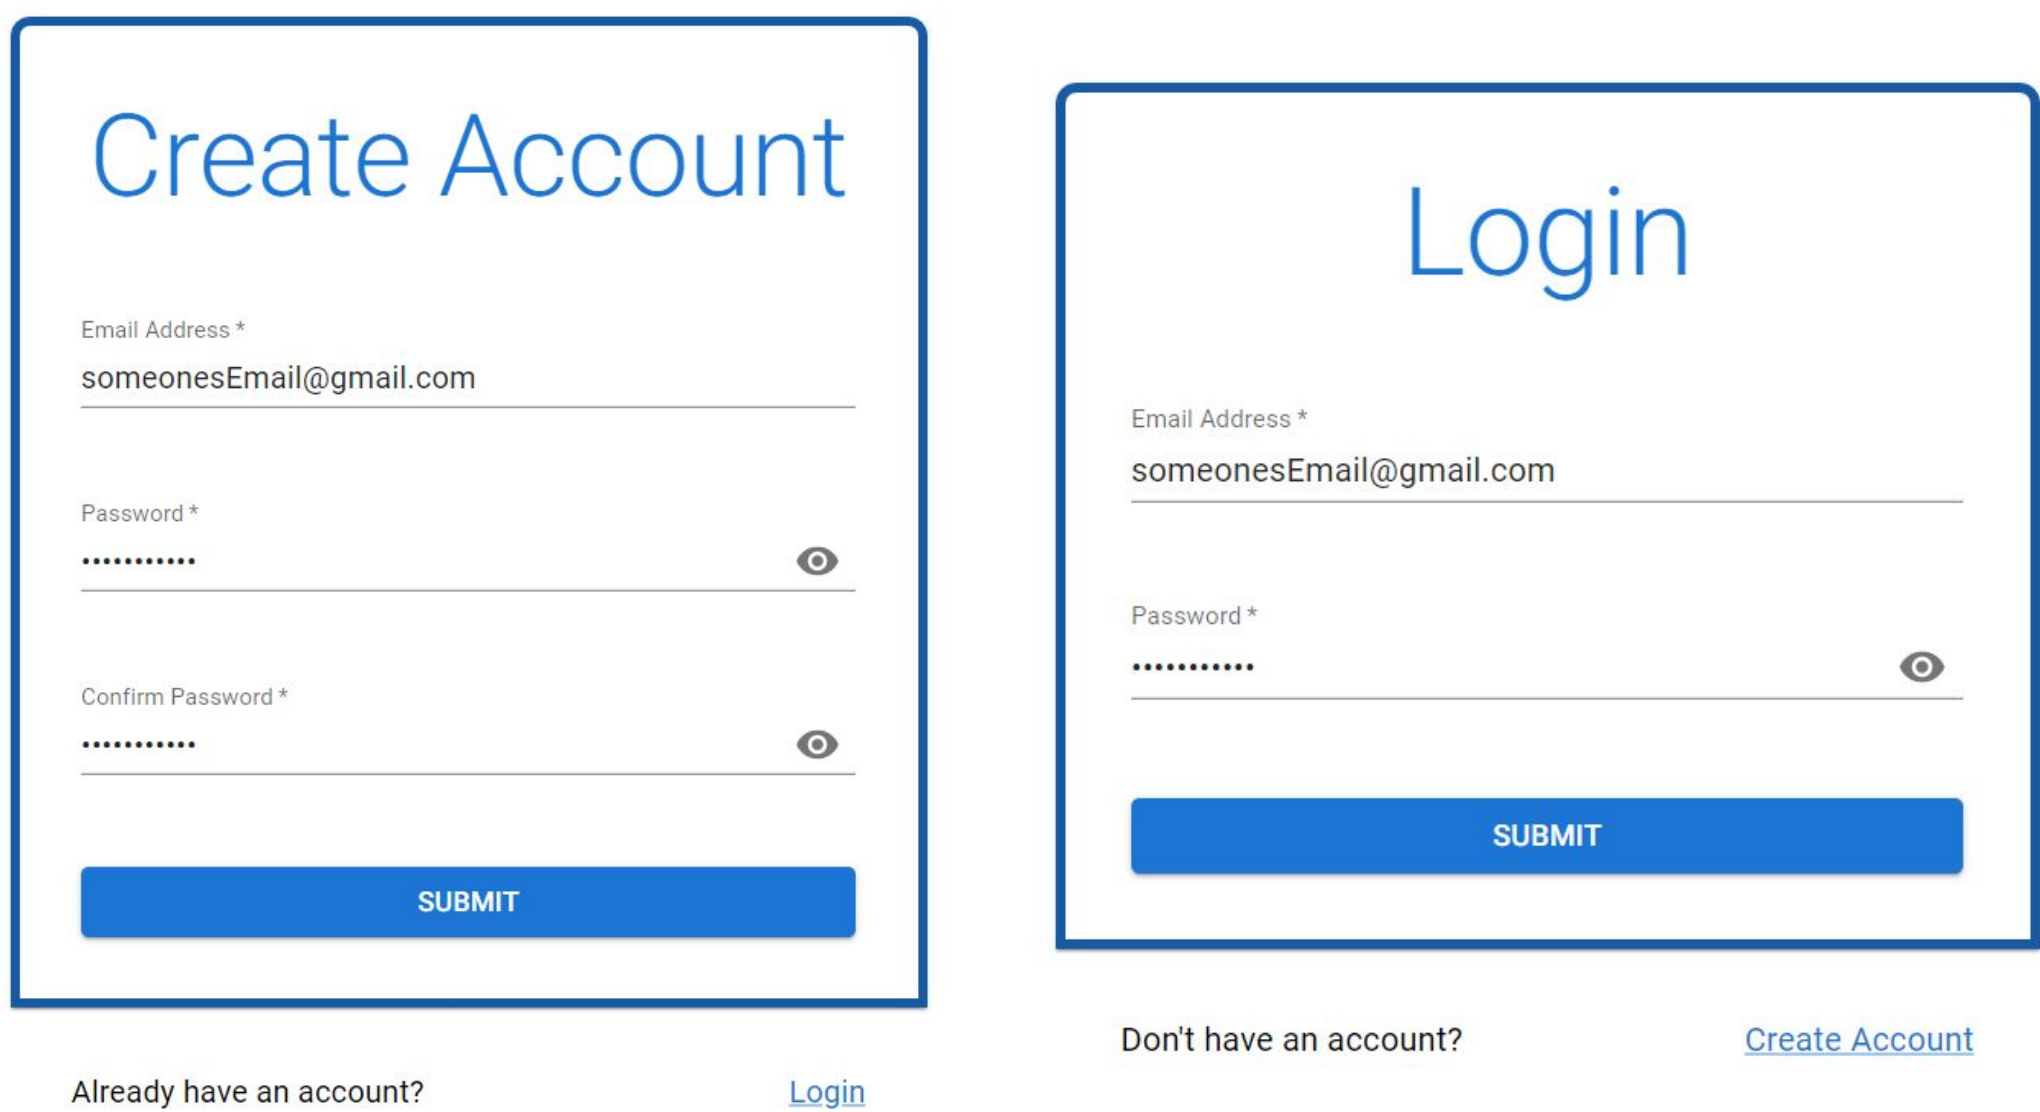 Create Account
Email Address *
someonesEmail@gmail.com
Password *
•••••••••••
Confirm Password *
•••••••••••
SUBMIT
Already have an account?
Login
Login
Email Address *
someonesEmail@gmail.com
Password *
•••••••••••
SUBMIT
Don't have an account?
Create Account